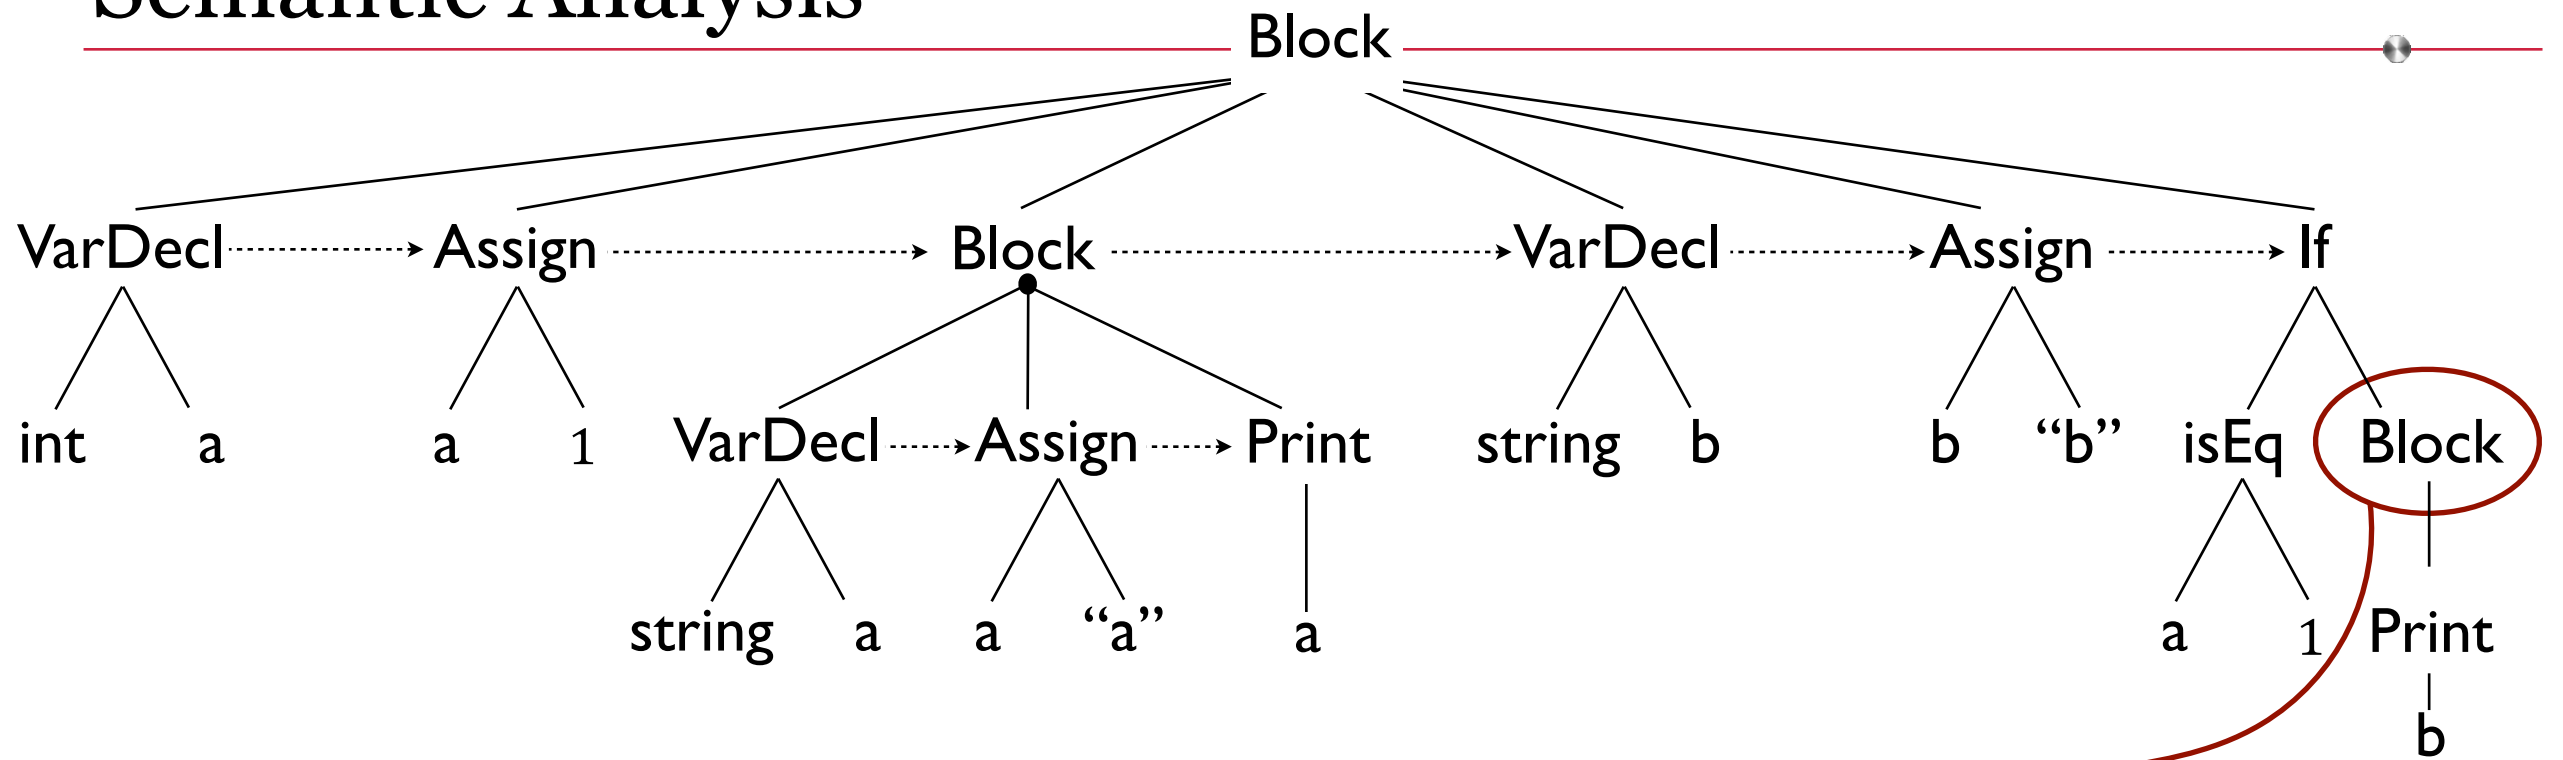 Semantic Analysis
Block
VarDecl Assign Block VarDecl Assign If
int a a 1 VarDecl Assign Print string b b “b” isEq Block
string a a “a” a a 1 Print
b